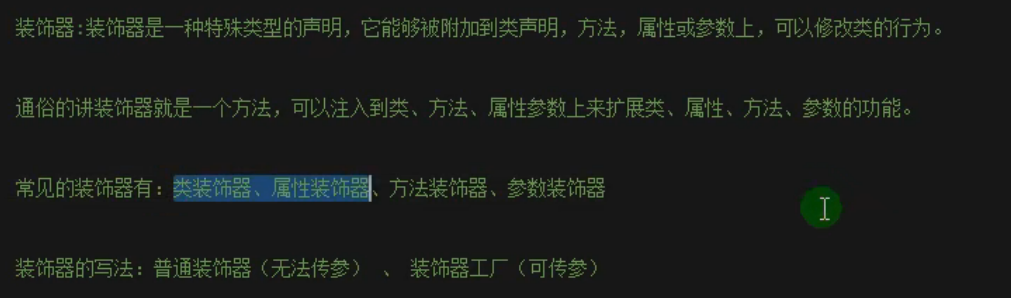 装饰器:装饰器是一种特殊类型的声明，它能够被附加到类声明，方法，属性或参数上，可以修改类的行为。
通俗的讲装饰器就是一个方法，可以注入到类、方法、属性参数上来扩展类、属性、方法、参数的功能。
常见的装饰器有：类装饰器、属性装饰器、方法装饰器、参数装饰器
装饰器的写法：普通装饰器（无法传参） 、 装饰器工厂（可传参）